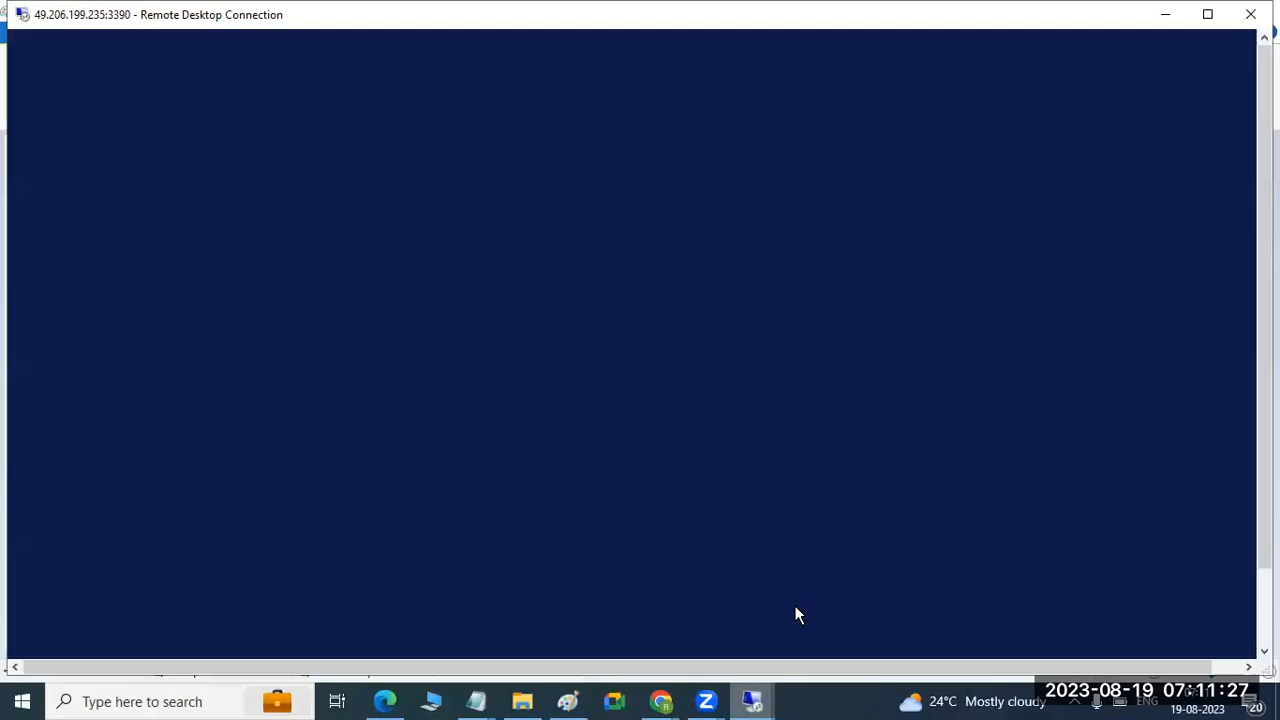 49.206.199.235:3390 - Remote Desktop Connection
Type here to search
24°C Mostly cloudy
ENG
2023-08-19 07:11:27
19-08-2023
20